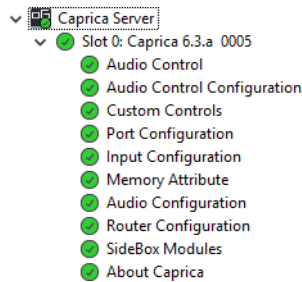 Caprica Server
Slot 0: Caprica 6.3.a 0005
Audio Control
Audio Control Configuration
Custom Controls
Port Configuration
Input Configuration
Memory Attribute
Audio Configuration
Router Configuration
SideBox Modules
About Caprica